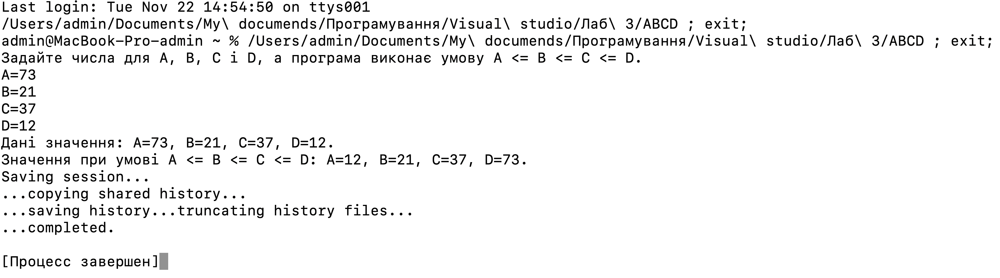 Last login: Tue Nov 22 14:54:50 on ttys001
/Users/admin/Documents/My\ documends/Програмування/Visual\ studio/Лаб\ 3/ABCD ; exit;
admin@MacBook-Pro-admin ~ % /Users/admin/Documents/My\ documends/Програмування/Visual\ studio/Лаб\ 3/ABCD ; exit;
Задайте числа для A, B, C і D, а програма виконає умову A <= B <= C <= D.
A=73
B=21
C=37
D=12
Дані значення: A=73, B=21, C=37, D=12.
Значення при умові A <= B <= C <= D: A=12, B=21, C=37, D=73.
Saving session...
...copying shared history...
...saving history...truncating history files...
...completed.
[Процесс завершен]